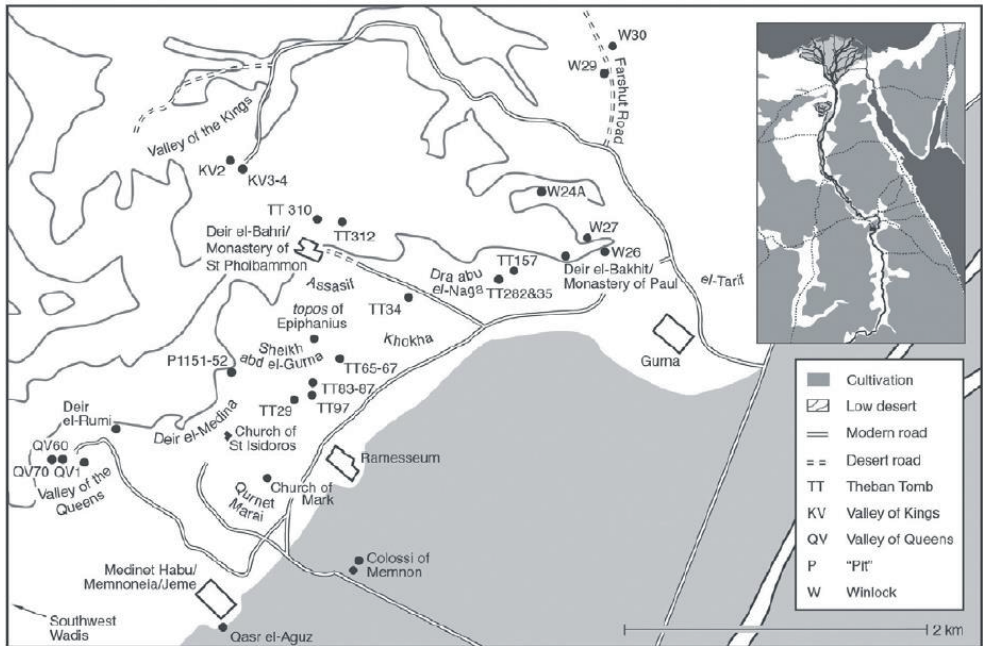 W30
W29
Farshut Road
Valley of the Kings
KV2
KV3-4
W24A
TT 310
TT312
Deir el-Bahri/
Monastery of
St Phoibammon
W27
W26
TT157
Deir el-Bakhit/
Monastery of Paul
Dra abu
el-Naga
TT282&35
el-Tarif
Assasif
TT34
topos of
Epiphanius
Khokha
Gurna
Sheikh
abd el-Gurna
P1151-52
TT65-67
TT83-87
TT29
TT97
Deir
el-Rumi
Deir el-Medina
Church of
St Isidoros
QV60
QV70
QV1
Valley of the
Queens
Ramesseum
Qurnet
Marai
Church of
Mark
Colossi of
Memnon
Medinet Habu/
Memnoneia/Jeme
Southwest
Wadis
Qasr el-Aguz
Cultivation
Low desert
Modern road
Desert road
TT Theban Tomb
KV Valley of Kings
QV Valley of Queens
P "Pit"
W Winlock
2 km